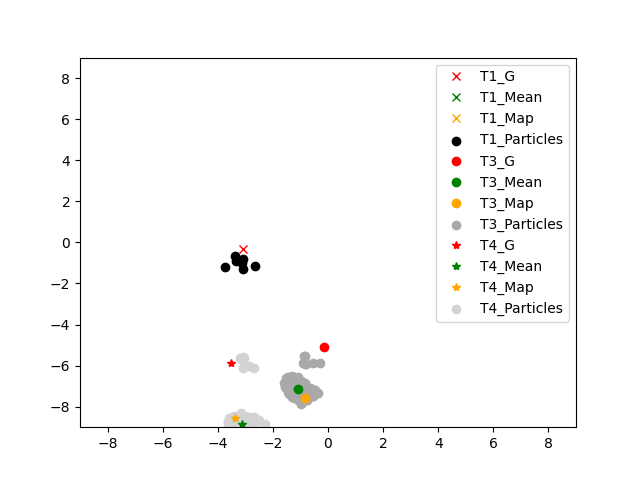 8
6
4
2
0
−2
−4
−6
−8
−8 −6 −4 −2 0 2 4 6 8
T1_G
T1_Mean
T1_Map
T1_Particles
T3_G
T3_Mean
T3_Map
T3_Particles
T4_G
T4_Mean
T4_Map
T4_Particles